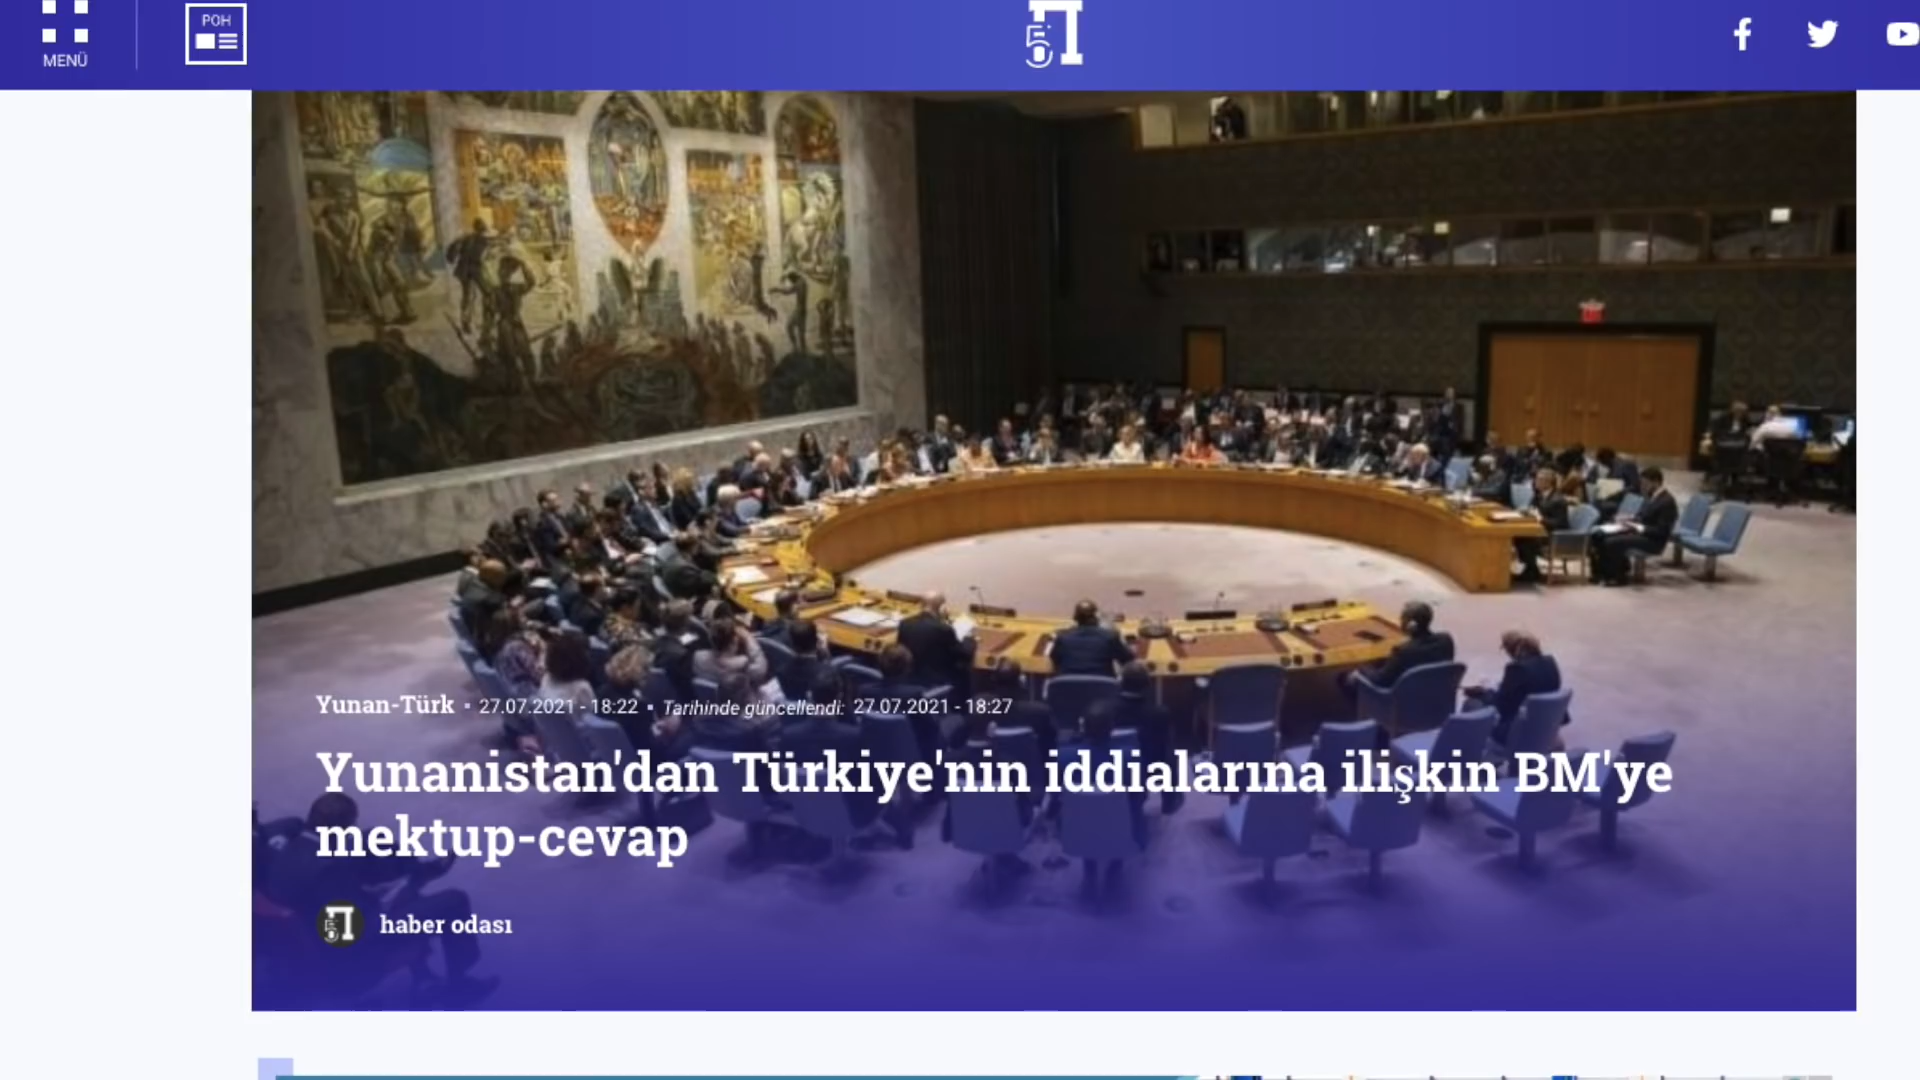 MENÜ
POH
5Π
Yunan-Türk ▪ 27.07.2021 - 18:22 ▪ Tarihinde güncellendi: 27.07.2021 - 18:27
Yunanistan'dan Türkiye'nin iddialarına ilişkin BM'ye
mektup-cevap
haber odası